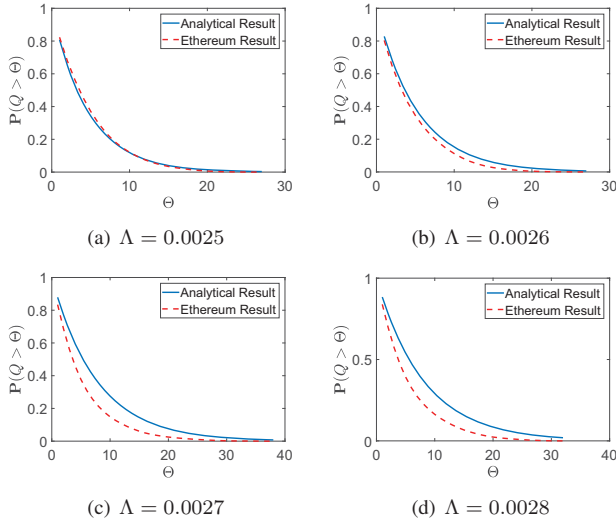 1
0.8
0.6
0.4
0.2
0
0 10 20 30
P(Q > Θ)
Θ
Analytical Result
Ethereum Result
(a) Λ = 0.0025
1
0.8
0.6
0.4
0.2
0
0 10 20 30
P(Q > Θ)
Θ
Analytical Result
Ethereum Result
(b) Λ = 0.0026
1
0.8
0.6
0.4
0.2
0
0 10 20 30 40
P(Q > Θ)
Θ
Analytical Result
Ethereum Result
(c) Λ = 0.0027
1
0.5
0
0 10 20 30 40
P(Q > Θ)
Θ
Analytical Result
Ethereum Result
(d) Λ = 0.0028